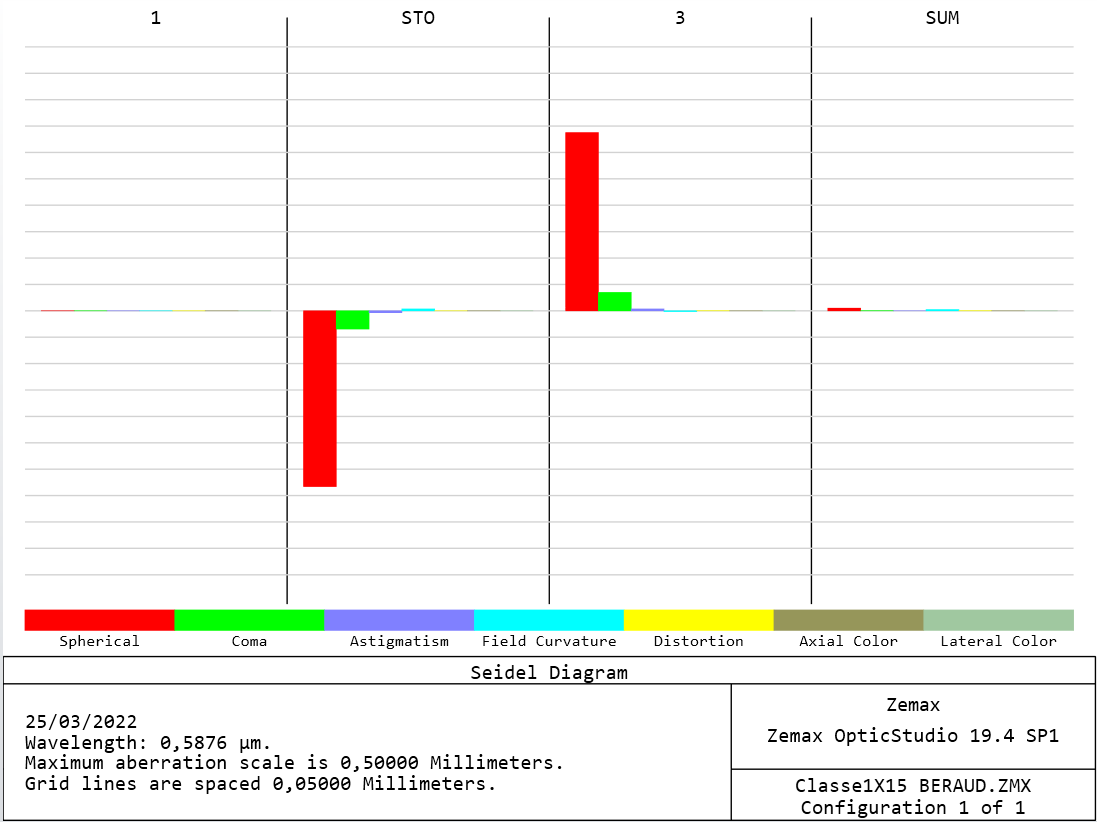 1 STO 3 SUM
Spherical Coma Astigmatism Field Curvature Distortion Axial Color Lateral Color
Seidel Diagram
25/03/2022
Wavelength: 0,5876 µm.
Maximum aberration scale is 0,50000 Millimeters.
Grid lines are spaced 0,05000 Millimeters.
Zemax
Zemax OpticStudio 19.4 SP1
Classe1X15 BERAUD.ZMX
Configuration 1 of 1